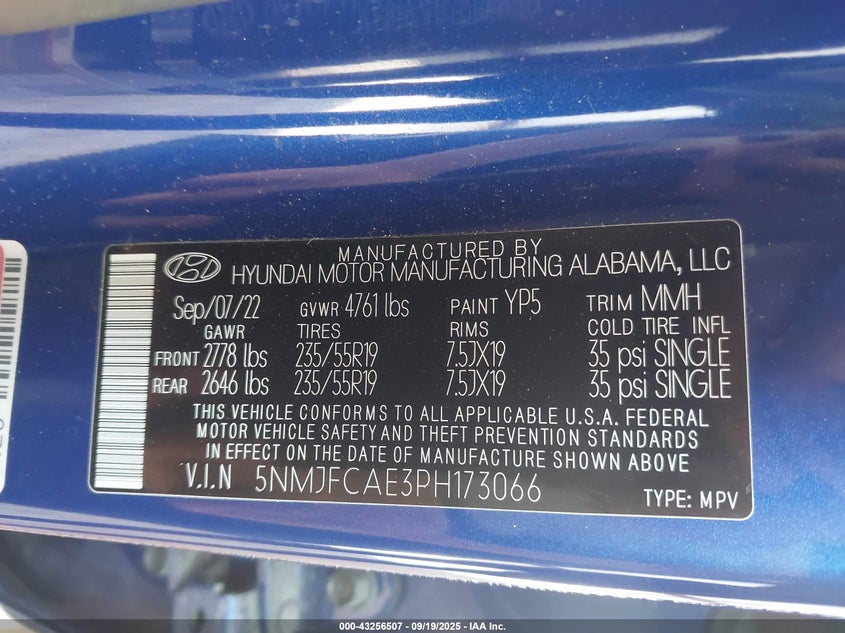 MANUFACTURED BY
HYUNDAI MOTOR MANUFACTURING ALABAMA, LLC
Sep/07/22 GVWR 4761 lbs PAINT YP5 TRIM MMH
GAWR TIRES RIMS COLD TIRE INFL
FRONT 2778 lbs 235/55R19 7.5JX19 35 psi SINGLE
REAR 2646 lbs 235/55R19 7.5JX19 35 psi SINGLE
THIS VEHICLE CONFORMS TO ALL APPLICABLE U.S.A. FEDERAL
MOTOR VEHICLE SAFETY AND THEFT PREVENTION STANDARDS
IN EFFECT ON THE DATE OF MANUFACTURE SHOWN ABOVE
V.I.N 5NMJFCAE3PH173066 TYPE: MPV
000-43256507 - 09/19/2025 - IAA Inc.